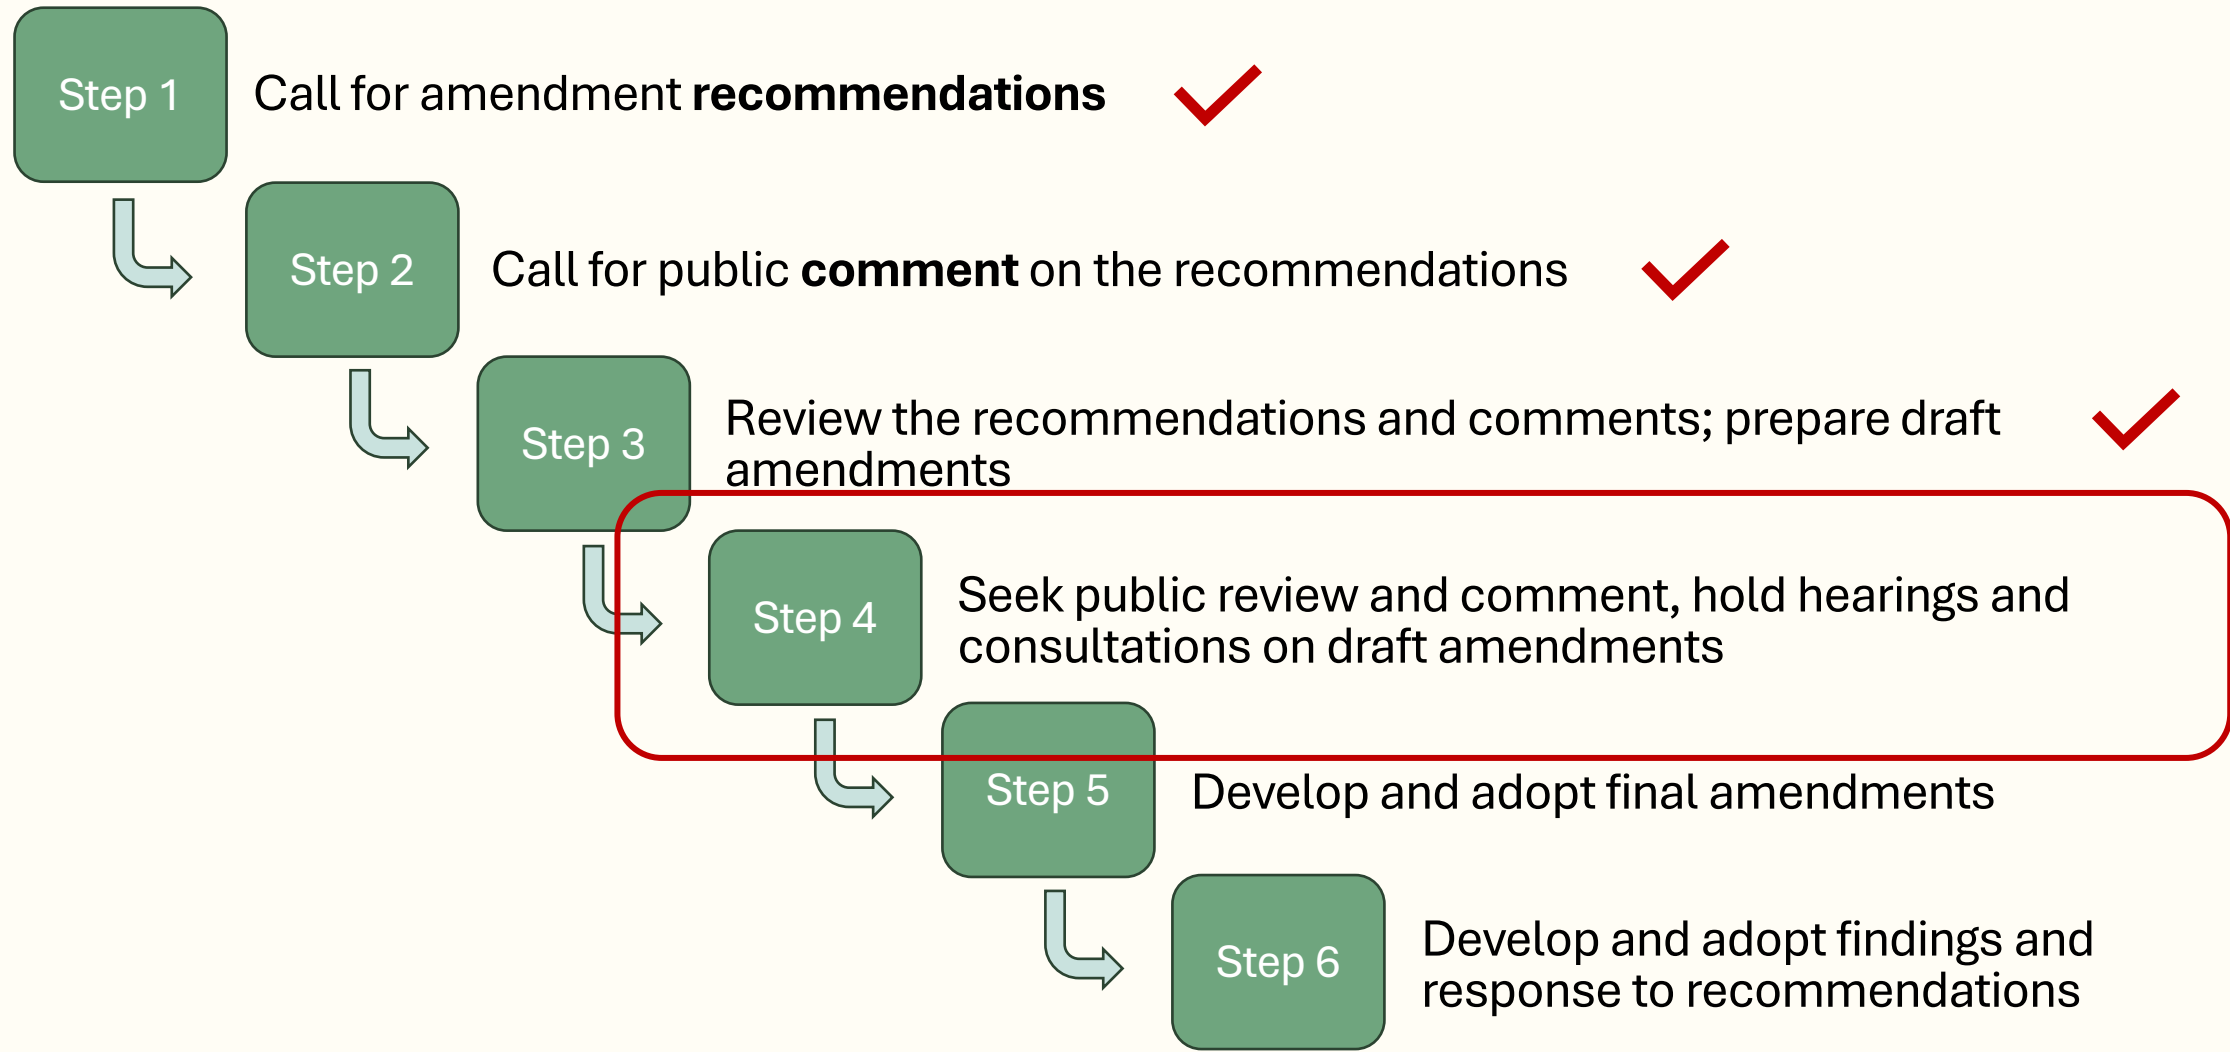 Step 1
Call for amendment recommendations
Step 2
Call for public comment on the recommendations
Step 3
Review the recommendations and comments; prepare draft
amendments
Step 4
Seek public review and comment, hold hearings and
consultations on draft amendments
Step 5
Develop and adopt final amendments
Step 6
Develop and adopt findings and
response to recommendations